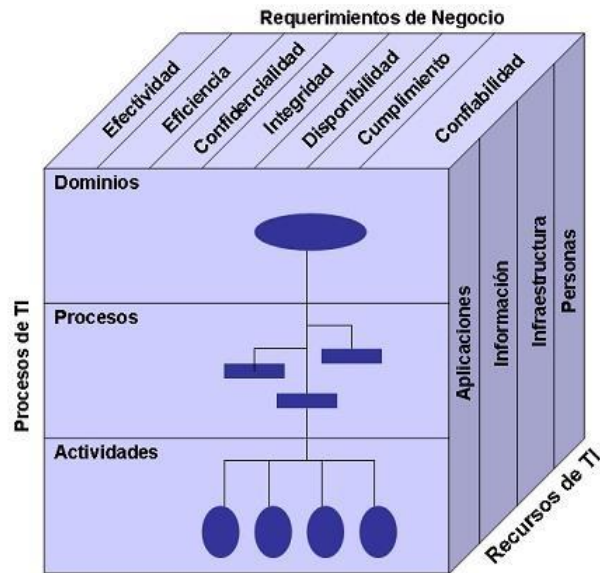 Requerimientos de Negocio
Efectividad
Eficiencia
Confidencialidad
Integridad
Disponibilidad
Cumplimiento
Confiabilidad
Dominios
Procesos
Actividades
Procesos de TI
Aplicaciones
Información
Infraestructura
Personas
Recursos de TI